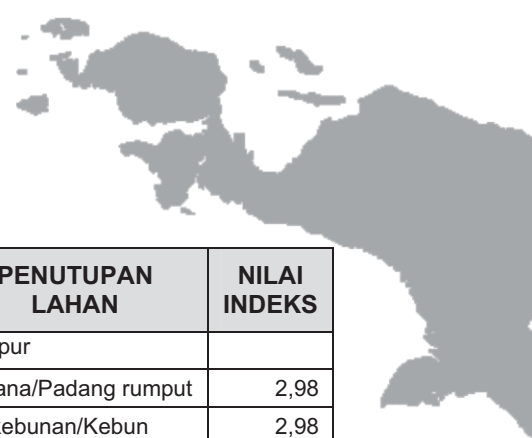 PENUTUPAN
LAHAN
NILAI
INDEKS
pur
ana/Padang rumput 2,98
ebunan/Kebun 2,98